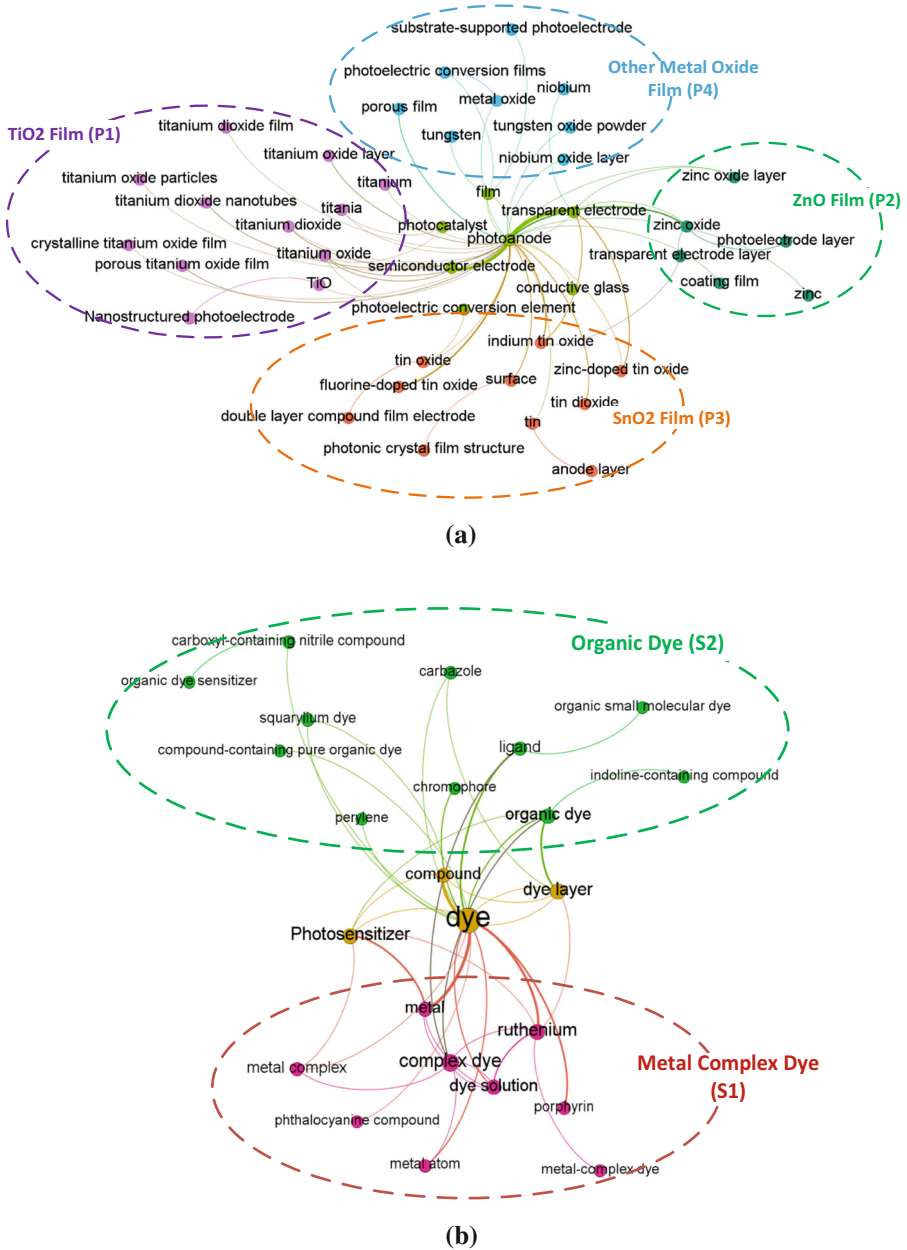 substrate-supported photoelectrode
photoelectric conversion films
Other Metal Oxide
Film (P4)
niobium
metal oxide
porous film
tungsten
tungsten oxide powder
niobium oxide layer
TiO2 Film (P1)
titanium dioxide film
titanium oxide layer
titanium oxide particles
titanium
titanium dioxide nanotubes
titania
titanium dioxide
crystalline titanium oxide film
titanium oxide
porous titanium oxide film
TiO
Nanostructured photoelectrode
film
transparent electrode
photocatalyst
photoanode
semiconductor electrode
conductive glass
photoelectric conversion element
zinc oxide layer
ZnO Film (P2)
zinc oxide
photoelectrode layer
transparent electrode layer
coating film
zinc
indium tin oxide
tin oxide
zinc-doped tin oxide
surface
fluorine-doped tin oxide
tin dioxide
double layer compound film electrode
tin
SnO2 Film (P3)
photonic crystal film structure
anode layer
(a)
carboxyl-containing nitrile compound
Organic Dye (S2)
organic dye sensitizer
carbazole
organic small molecular dye
squaryllum dye
compound-containing pure organic dye
ligand
indoline-containing compound
chromophore
perylene
organic dye
compound
dye layer
dye
Photosensitizer
metal
ruthenium
complex dye
metal complex
dye solution
Metal Complex Dye
(S1)
porphyrin
phthalocyanine compound
metal atom
metal-complex dye
(b)